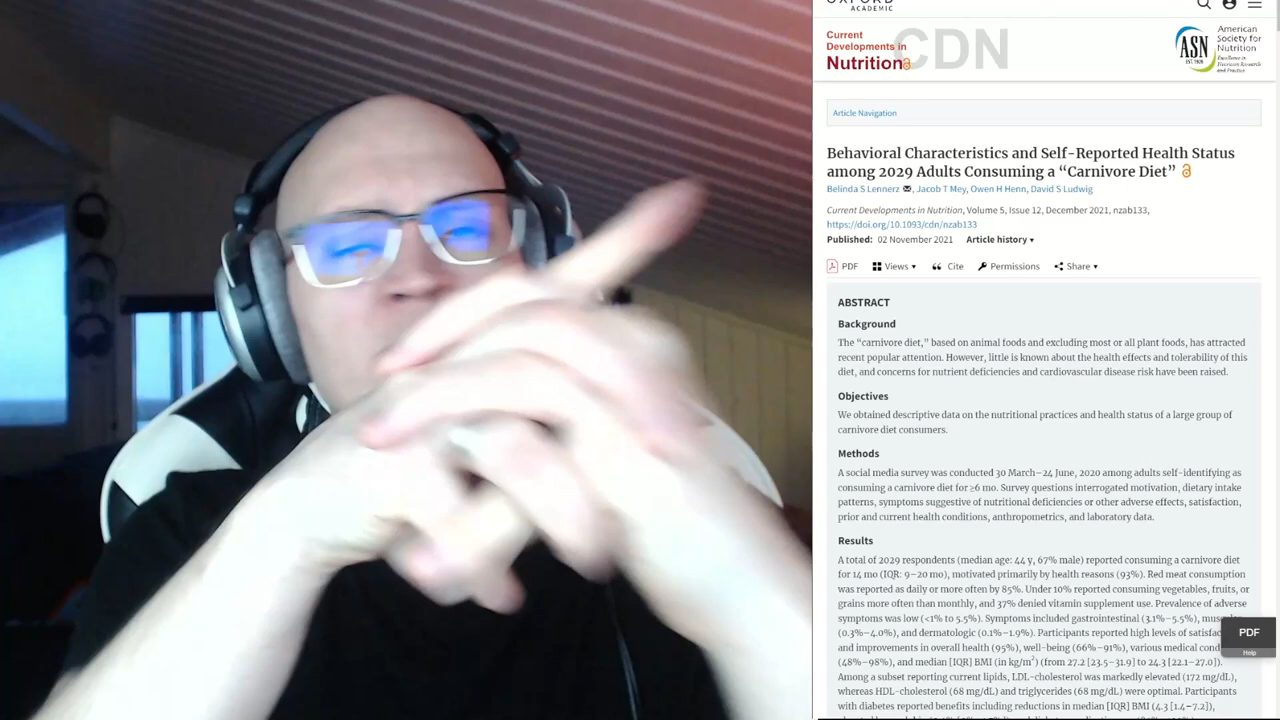 OXFORD
ACADEMIC
Current
Developments in
Nutrition
CDN
ASN
EST. 1928
American
Society for
Nutrition
Excellence in
Nutrition Research
and Practice
Article Navigation
Behavioral Characteristics and Self-Reported Health Status
among 2029 Adults Consuming a “Carnivore Diet”
Belinda S Lennerz, Jacob T Mey, Owen H Henn, David S Ludwig
Current Developments in Nutrition, Volume 5, Issue 12, December 2021, nzab133,
https://doi.org/10.1093/cdn/nzab133
Published: 02 November 2021 Article history
PDF Views Cite Permissions Share
ABSTRACT
Background
The “carnivore diet,” based on animal foods and excluding most or all plant foods, has attracted
recent popular attention. However, little is known about the health effects and tolerability of this
diet, and concerns for nutrient deficiencies and cardiovascular disease risk have been raised.
Objectives
We obtained descriptive data on the nutritional practices and health status of a large group of
carnivore diet consumers.
Methods
A social media survey was conducted 30 March–24 June, 2020 among adults self-identifying as
consuming a carnivore diet for ≥6 mo. Survey questions interrogated motivation, dietary intake
patterns, symptoms suggestive of nutritional deficiencies or other adverse effects, satisfaction,
prior and current health conditions, anthropometrics, and laboratory data.
Results
A total of 2029 respondents (median age: 44 y, 67% male) reported consuming a carnivore diet
for 14 mo (IQR: 9–20 mo), motivated primarily by health reasons (93%). Red meat consumption
was reported as daily or more often by 85%. Under 10% reported consuming vegetables, fruits, or
grains more often than monthly, and 37% denied vitamin supplement use. Prevalence of adverse
symptoms was low (<1% to 5.5%). Symptoms included gastrointestinal (3.1%–5.5%), muscu
(0.3%–4.0%), and dermatologic (0.1%–1.9%). Participants reported high levels of satisfac
and improvements in overall health (95%), well-being (66%–91%), various medical cond
(48%–98%), and median [IQR] BMI (in kg/m2) (from 27.2 [23.5–31.9] to 24.3 [22.1–27.0]).
Among a subset reporting current lipids, LDL-cholesterol was markedly elevated (172 mg/dL),
whereas HDL-cholesterol (68 mg/dL) and triglycerides (68 mg/dL) were optimal. Participants
with diabetes reported benefits including reductions in median [IQR] BMI (4.3 [1.4–7.2]),
PDF
Help